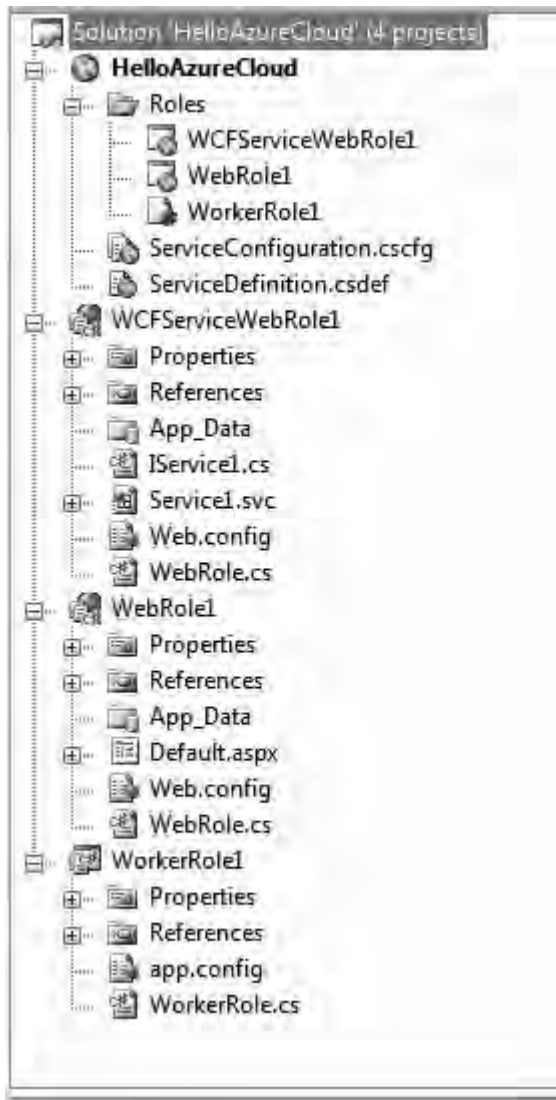 Solution 'HelloAzureCloud' (4 projects)
HelloAzureCloud
Roles
WCFServiceWebRole1
WebRole1
WorkerRole1
ServiceConfiguration.cscfg
ServiceDefinition.csdef
WCFServiceWebRole1
Properties
References
App_Data
IService1.cs
Service1.svc
Web.config
WebRole.cs
WebRole1
Properties
References
App_Data
Default.aspx
Web.config
WebRole.cs
WorkerRole1
Properties
References
app.config
WorkerRole.cs